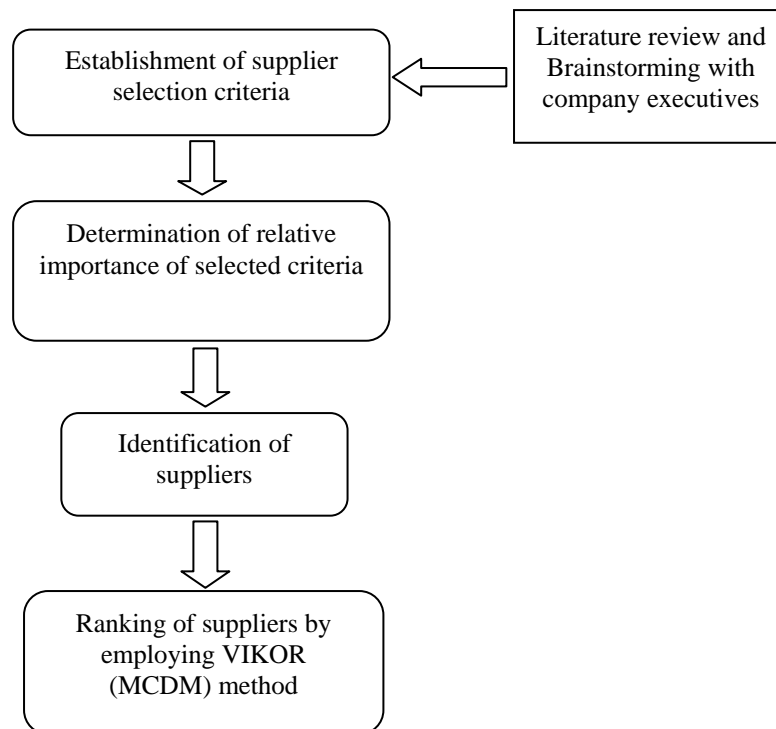 Establishment of supplier
selection criteria
Literature review and
Brainstorming with
company executives
Determination of relative
importance of selected criteria
Identification of
suppliers
Ranking of suppliers by
employing VIKOR
(MCDM) method